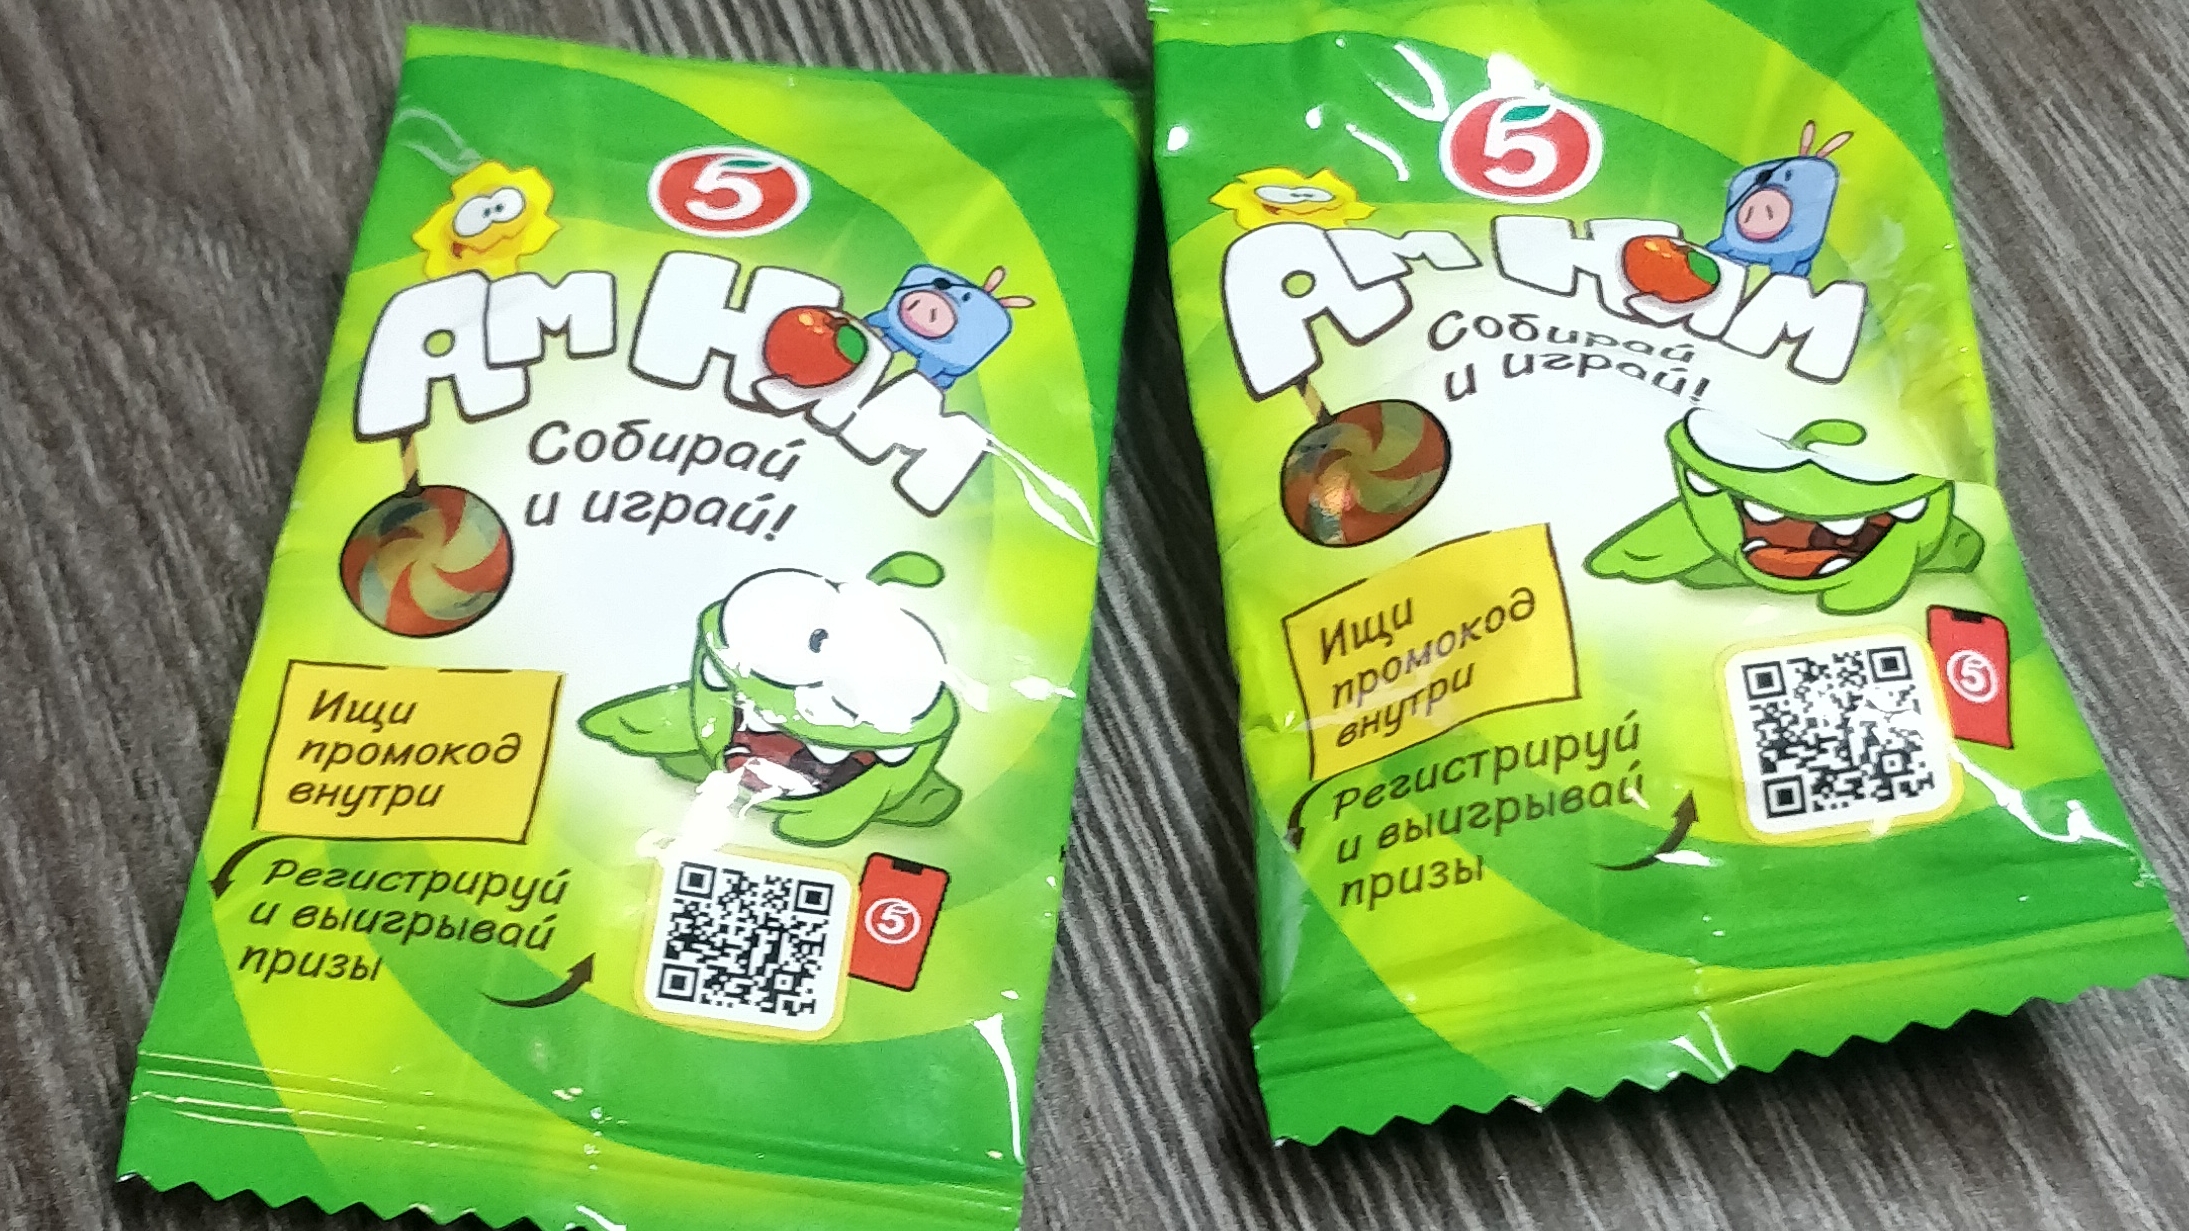 5
Ам Ням
Собирай
и играй!
Ищи
промокод
внутри
Регистрируй
и выигрывай
призы
5
5
Ам Ням
Собирай
и играй!
Ищи
промокод
внутри
Регистрируй
и выигрывай
призы
5